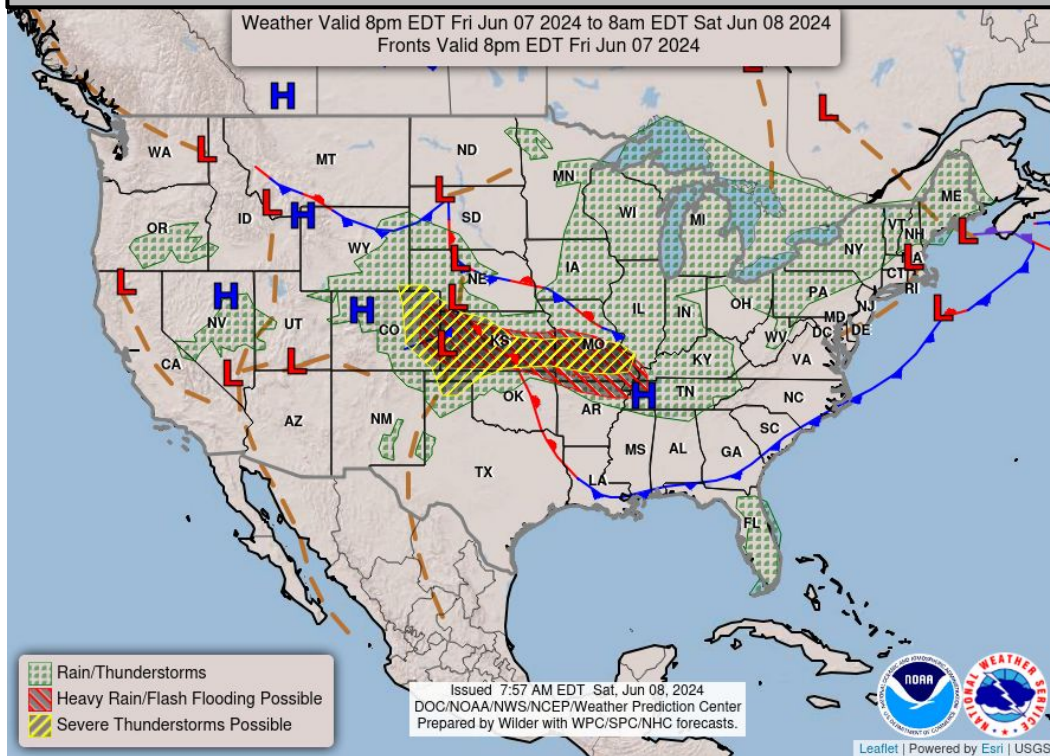 Weather Valid 8pm EDT Fri Jun 07 2024 to 8am EDT Sat Jun 08 2024
Fronts Valid 8pm EDT Fri Jun 07 2024
H
L
L
WA
L
MT
ND
MN
L
L
ID
H
SD
WI
MI
ME
VT
NH
L
OR
WY
NY
L
MA
CT
RI
L
H
L
NE
IA
PA
NJ
L
NV
UT
H
CO
L
IL
IN
OH
MD
DE
DC
WV
L
KS
MO
KY
VA
CA
L
L
H
TN
NC
AZ
NM
OK
AR
SC
MS
AL
GA
TX
LA
FL
Rain/Thunderstorms
Heavy Rain/Flash Flooding Possible
Severe Thunderstorms Possible
Issued 7:57 AM EDT Sat, Jun 08, 2024
DOC/NOAA/NWS/NCEP/Weather Prediction Center
Prepared by Wilder with WPC/SPC/NHC forecasts.
NOAA
NATIONAL WEATHER SERVICE
Leaflet | Powered by Esri | USGS